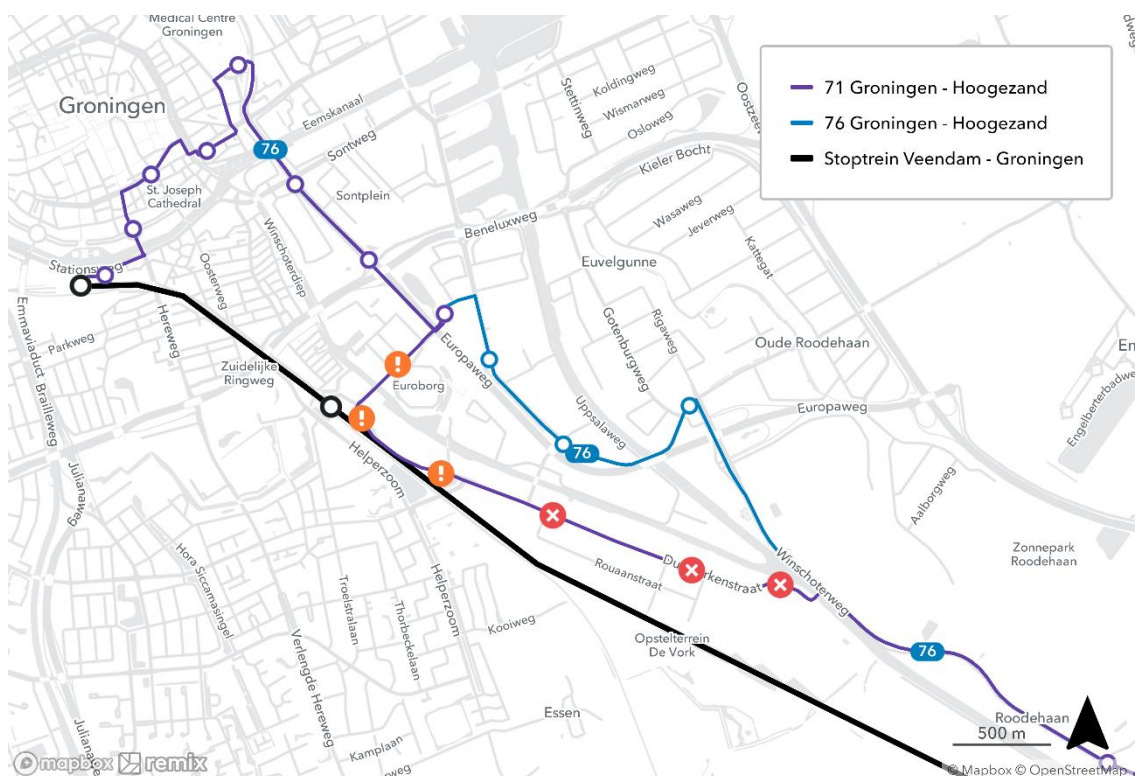 Medical Centre
Groningen
Groningen
Eemskanaal
Sontweg
Stettinweg
Koldingweg
Wismarweg
Osloweg
Kieler Bocht
71 Groningen - Hoogezand
76 Groningen - Hoogezand
Stoptrein Veendam - Groningen
76
St. Joseph
Cathedral
Sontplein
Winschoterdiep
Beneluxweg
Wasaweg
Jeverweg
Kattegat
Euvelgunne
Stationsweg
Oosterweg
Hereweg
Parkweg
Emmaviaduct Brailleweg
Zuidelijke
Ringweg
Euroborg
Europaweg
Gotenburgweg
Rigaweg
Oude Roodehaan
Uppsalaweg
Europaweg
Engelberterbadweg
76
Helperzoom
Julianaweg
Aalborgweg
Hora Siccamasingel
Troelstralaan
Thorbeckelaan
Helperzoom
Rouaanstraat
Winschoterweg
Zonnepark
Roodehaan
Kooiweg
Opstelterrein
De Vork
76
Verlengde Hereweg
Essen
Roodehaan
500 m
Kamplaan
mapbox remix
© Mapbox © OpenStreetMap